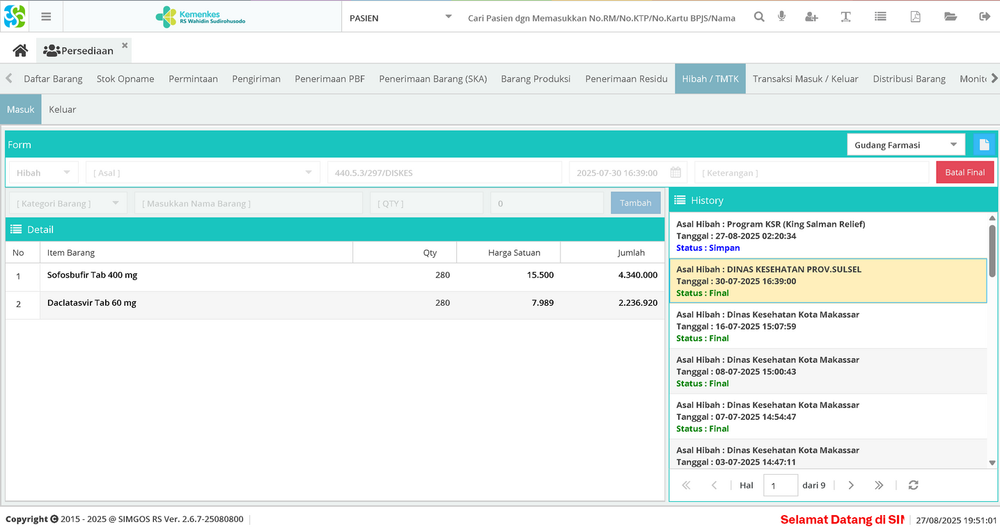 Kemenkes
RS Wahidin Sudirohusodo
PASIEN
Cari Pasien dgn Memasukkan No.RM/No.KTP/No.Kartu BPJS/Nama
Persediaan
Daftar Barang Stok Opname Permintaan Pengiriman Penerimaan PBF Penerimaan Barang (SKA) Barang Produksi Penerimaan Residu Hibah / TMTK Transaksi Masuk / Keluar Distribusi Barang Monito
Masuk Keluar
Form
Gudang Farmasi
Hibah [ Asal ] 440.5.3/297/DISKES 2025-07-30 16:39:00 [ Keterangan ] Batal Final
[ Kategori Barang ] [ Masukkan Nama Barang ] [ QTY ] 0 Tambah
Detail
No Item Barang Qty Harga Satuan Jumlah
1 Sofosbufir Tab 400 mg 280 15.500 4.340.000
2 Daclatasvir Tab 60 mg 280 7.989 2.236.920
History
Asal Hibah : Program KSR (King Salman Relief)
Tanggal : 27-08-2025 02:20:34
Status : Simpan
Asal Hibah : DINAS KESEHATAN PROV.SULSEL
Tanggal : 30-07-2025 16:39:00
Status : Final
Asal Hibah : Dinas Kesehatan Kota Makassar
Tanggal : 16-07-2025 15:07:59
Status : Final
Asal Hibah : Dinas Kesehatan Kota Makassar
Tanggal : 08-07-2025 15:00:43
Status : Final
Asal Hibah : Dinas Kesehatan Kota Makassar
Tanggal : 07-07-2025 14:54:47
Status : Final
Asal Hibah : Dinas Kesehatan Kota Makassar
Tanggal : 03-07-2025 14:47:11
Hal 1 dari 9
Copyright © 2015 - 2025 @ SIMGOS RS Ver. 2.6.7-25080800
Selamat Datang di SI
27/08/2025 19:51:01